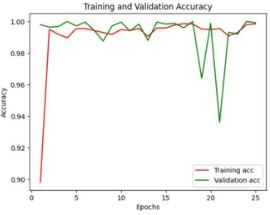 Training and Validation Accuracy
1.00
0.98
0.96
0.94
0.92
0.90
Accuracy
Training acc
Validation acc
0
5
10
15
20
25
Epochs